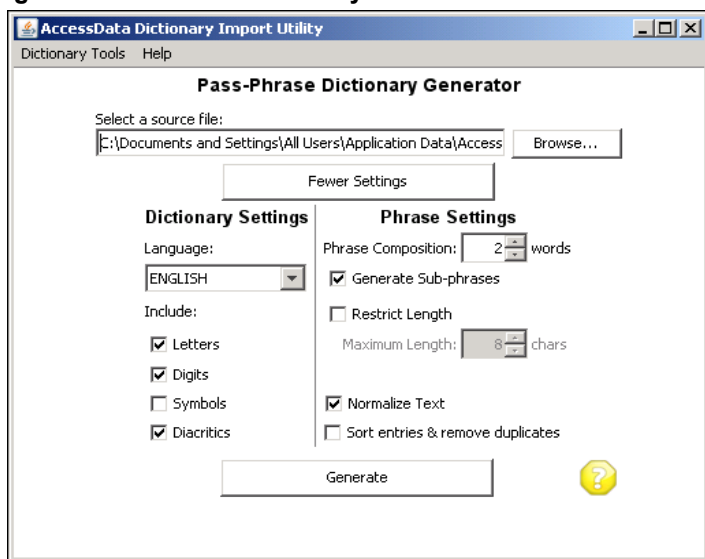 AccessData Dictionary Import Utility
Dictionary Tools Help
Pass-Phrase Dictionary Generator
Select a source file:
C:\Documents and Settings\All Users\Application Data\Access
Browse...
Fewer Settings
Dictionary Settings
Language:
ENGLISH
Include:
Letters
Digits
Symbols
Diacritics
Phrase Settings
Phrase Composition: 2 words
Generate Sub-phrases
Restrict Length
Maximum Length: 8 chars
Normalize Text
Sort entries & remove duplicates
Generate
?